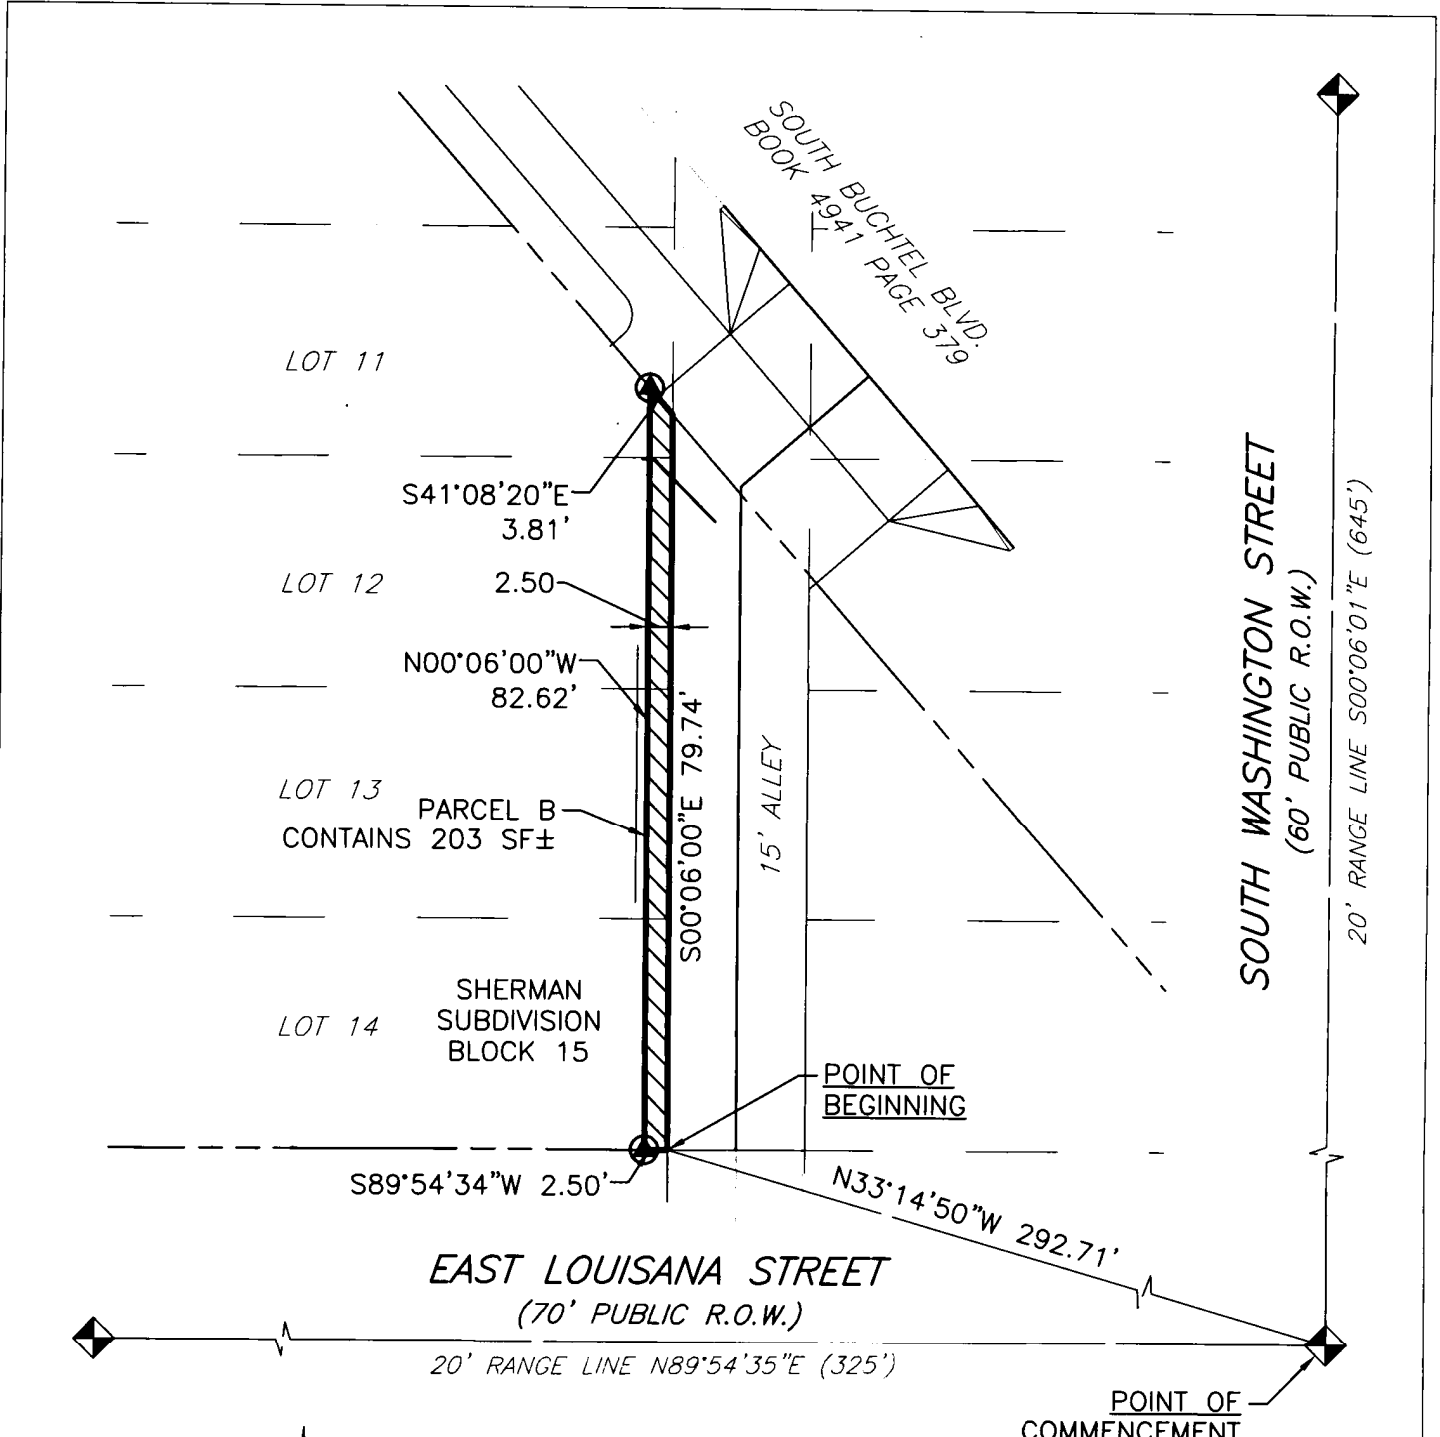 SOUTH BUCHTEL BLVD.
BOOK 4941 PAGE 379
LOT 11
S41°08'20"E
3.81'
LOT 12
2.50
N00°06'00"W
82.62'
LOT 13
PARCEL B
CONTAINS 203 SF±
S00°06'00"E 79.74'
15' ALLEY
SOUTH WASHINGTON STREET
(60' PUBLIC R.O.W.)
20' RANGE LINE S00°06'01"E (645')
SHERMAN
SUBDIVISION
BLOCK 15
LOT 14
POINT OF
BEGINNING
S89°54'34"W 2.50'
N33°14'50"W 292.71'
EAST LOUISANA STREET
(70' PUBLIC R.O.W.)
20' RANGE LINE N89°54'35"E (325')
POINT OF
COMMENCEMENT